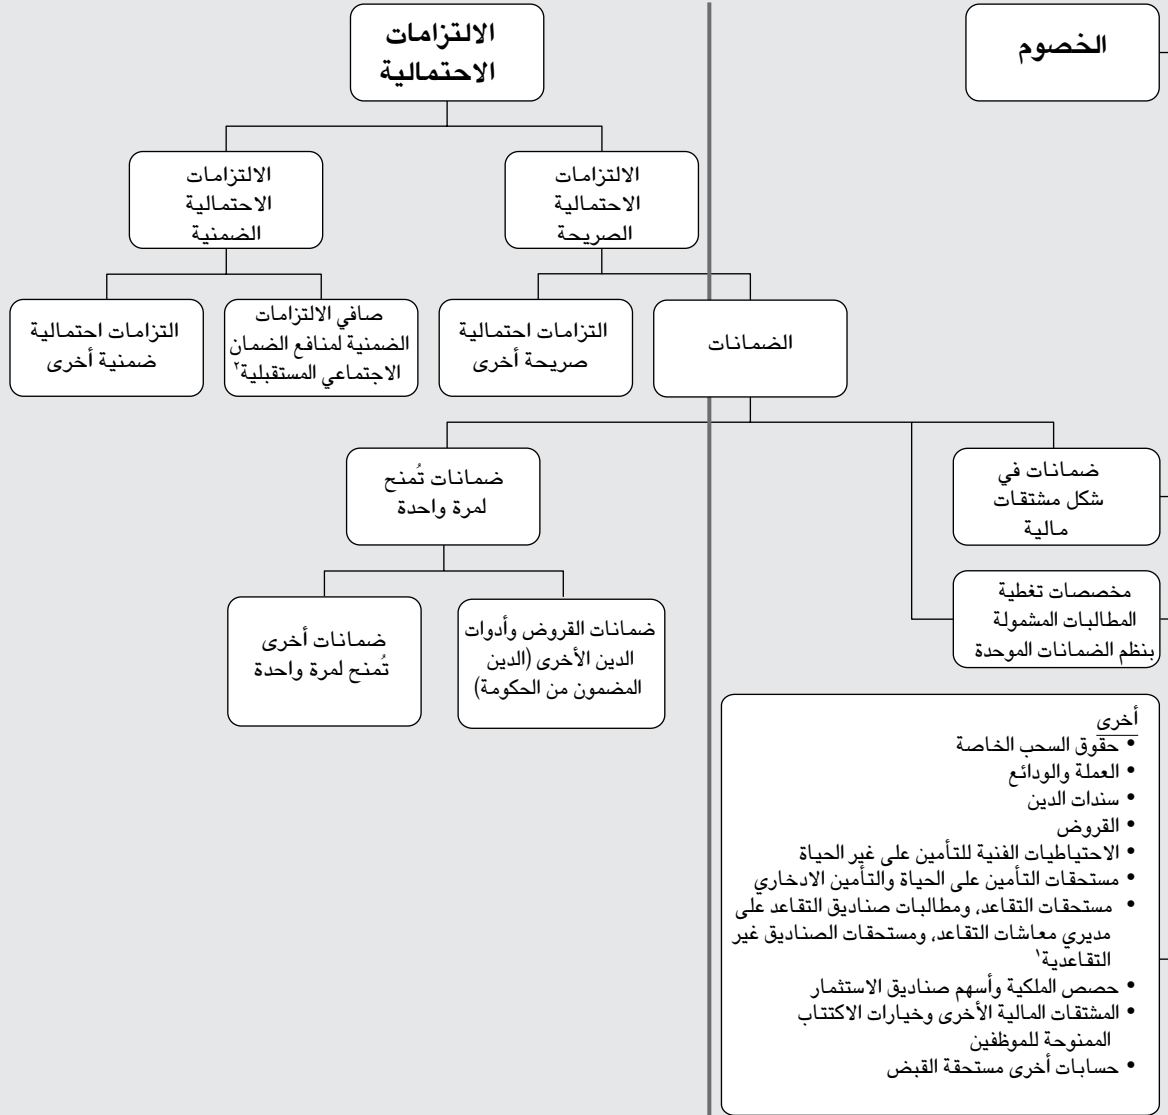 الخصوم
الالتزامات
الاحتمالية
الالتزامات
الاحتمالية
الصريحة
الالتزامات
الاحتمالية
الضمنية
الضمانات
التزامات احتمالية
صريحة أخرى
صافي الالتزامات
الضمنية لمنافع الضمان
الاجتماعي المستقبلية٢
التزامات احتمالية
ضمنية أخرى
ضمانات في
شكل مشتقات
مالية
ضمانات تُمنح
لمرة واحدة
مخصصات تغطية
المطالبات المشمولة
بنظم الضمانات الموحدة
ضمانات القروض وأدوات
الدين الأخرى (الدين
المضمون من الحكومة)
ضمانات أخرى
تُمنح لمرة واحدة
أخرى
• حقوق السحب الخاصة
• العملة والودائع
• سندات الدين
• القروض
• الاحتياطيات الفنية للتأمين على غير الحياة
• مستحقات التأمين على الحياة والتأمين الادخاري
• مستحقات التقاعد، ومطالبات صناديق التقاعد على
مديري معاشات التقاعد، ومستحقات الصناديق غير
التقاعدية١
• حصص الملكية وأسهم صناديق الاستثمار
• المشتقات المالية الأخرى وخيارات الاكتتاب
الممنوحة للموظفين
• حسابات أخرى مستحقة القبض